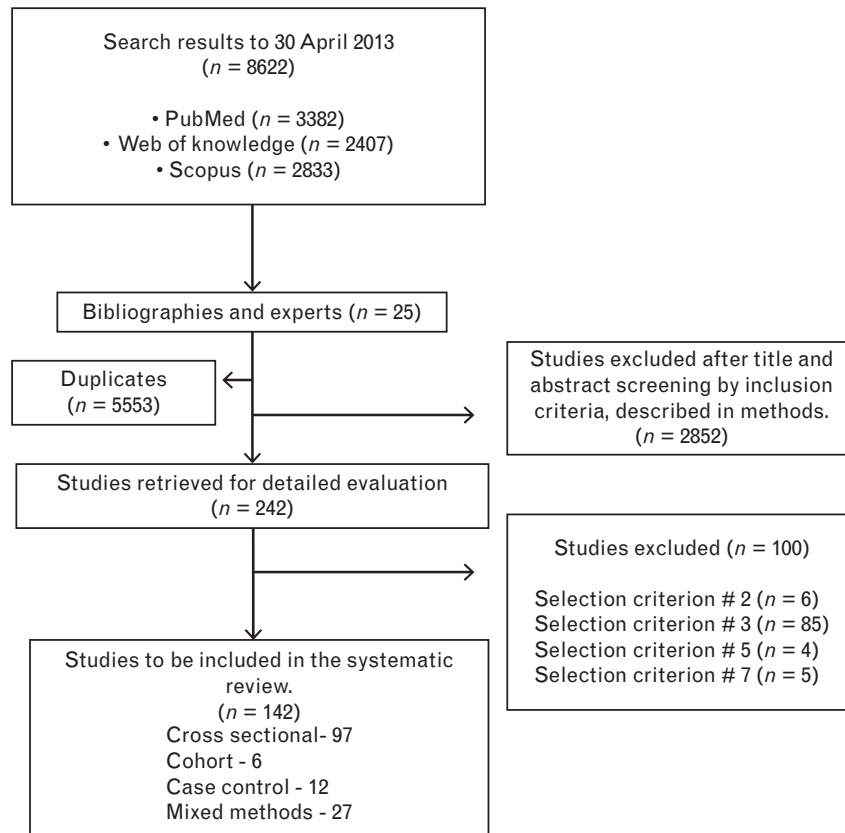 Search results to 30 April 2013
(n = 8622)
• PubMed (n = 3382)
• Web of knowledge (n = 2407)
• Scopus (n = 2833)
Bibliographies and experts (n = 25)
Duplicates
(n = 5553)
Studies excluded after title and
abstract screening by inclusion
criteria, described in methods.
(n = 2852)
Studies retrieved for detailed evaluation
(n = 242)
Studies excluded (n = 100)
Selection criterion # 2 (n = 6)
Selection criterion # 3 (n = 85)
Selection criterion # 5 (n = 4)
Selection criterion # 7 (n = 5)
Studies to be included in the systematic
review.
(n = 142)
Cross sectional- 97
Cohort - 6
Case control - 12
Mixed methods - 27